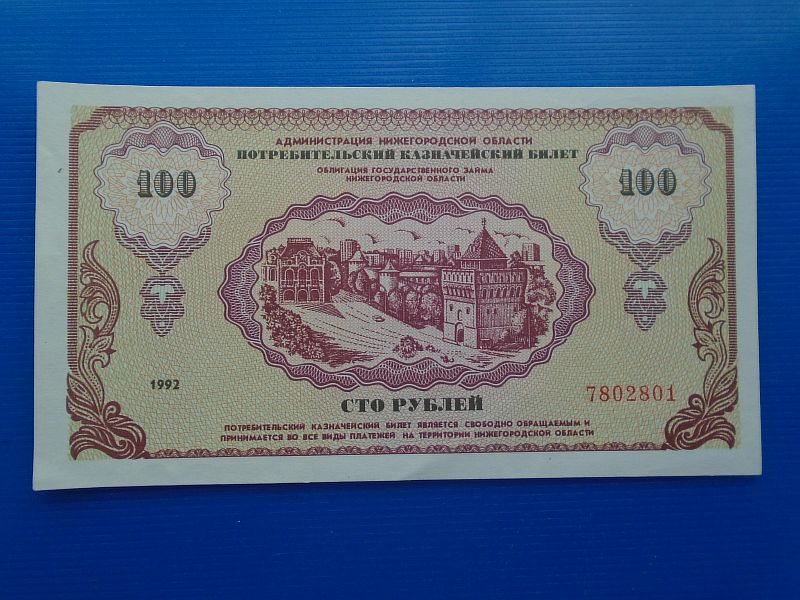 АДМИНИСТРАЦИЯ НИЖЕГОРОДСКОЙ ОБЛАСТИ
ПОТРЕБИТЕЛЬСКИЙ КАЗНАЧЕЙСКИЙ БИЛЕТ
ОБЛИГАЦИЯ ГОСУДАРСТВЕННОГО ЗАЙМА
НИЖЕГОРОДСКОЙ ОБЛАСТИ
100
100
1992
7802801
СТО РУБЛЕЙ
ПОТРЕБИТЕЛЬСКИЙ КАЗНАЧЕЙСКИЙ БИЛЕТ ЯВЛЯЕТСЯ СВОБОДНО ОБРАЩАЕМЫМ И
ПРИНИМАЕТСЯ ВО ВСЕ ВИДЫ ПЛАТЕЖЕЙ НА ТЕРРИТОРИИ НИЖЕГОРОДСКОЙ ОБЛАСТИ